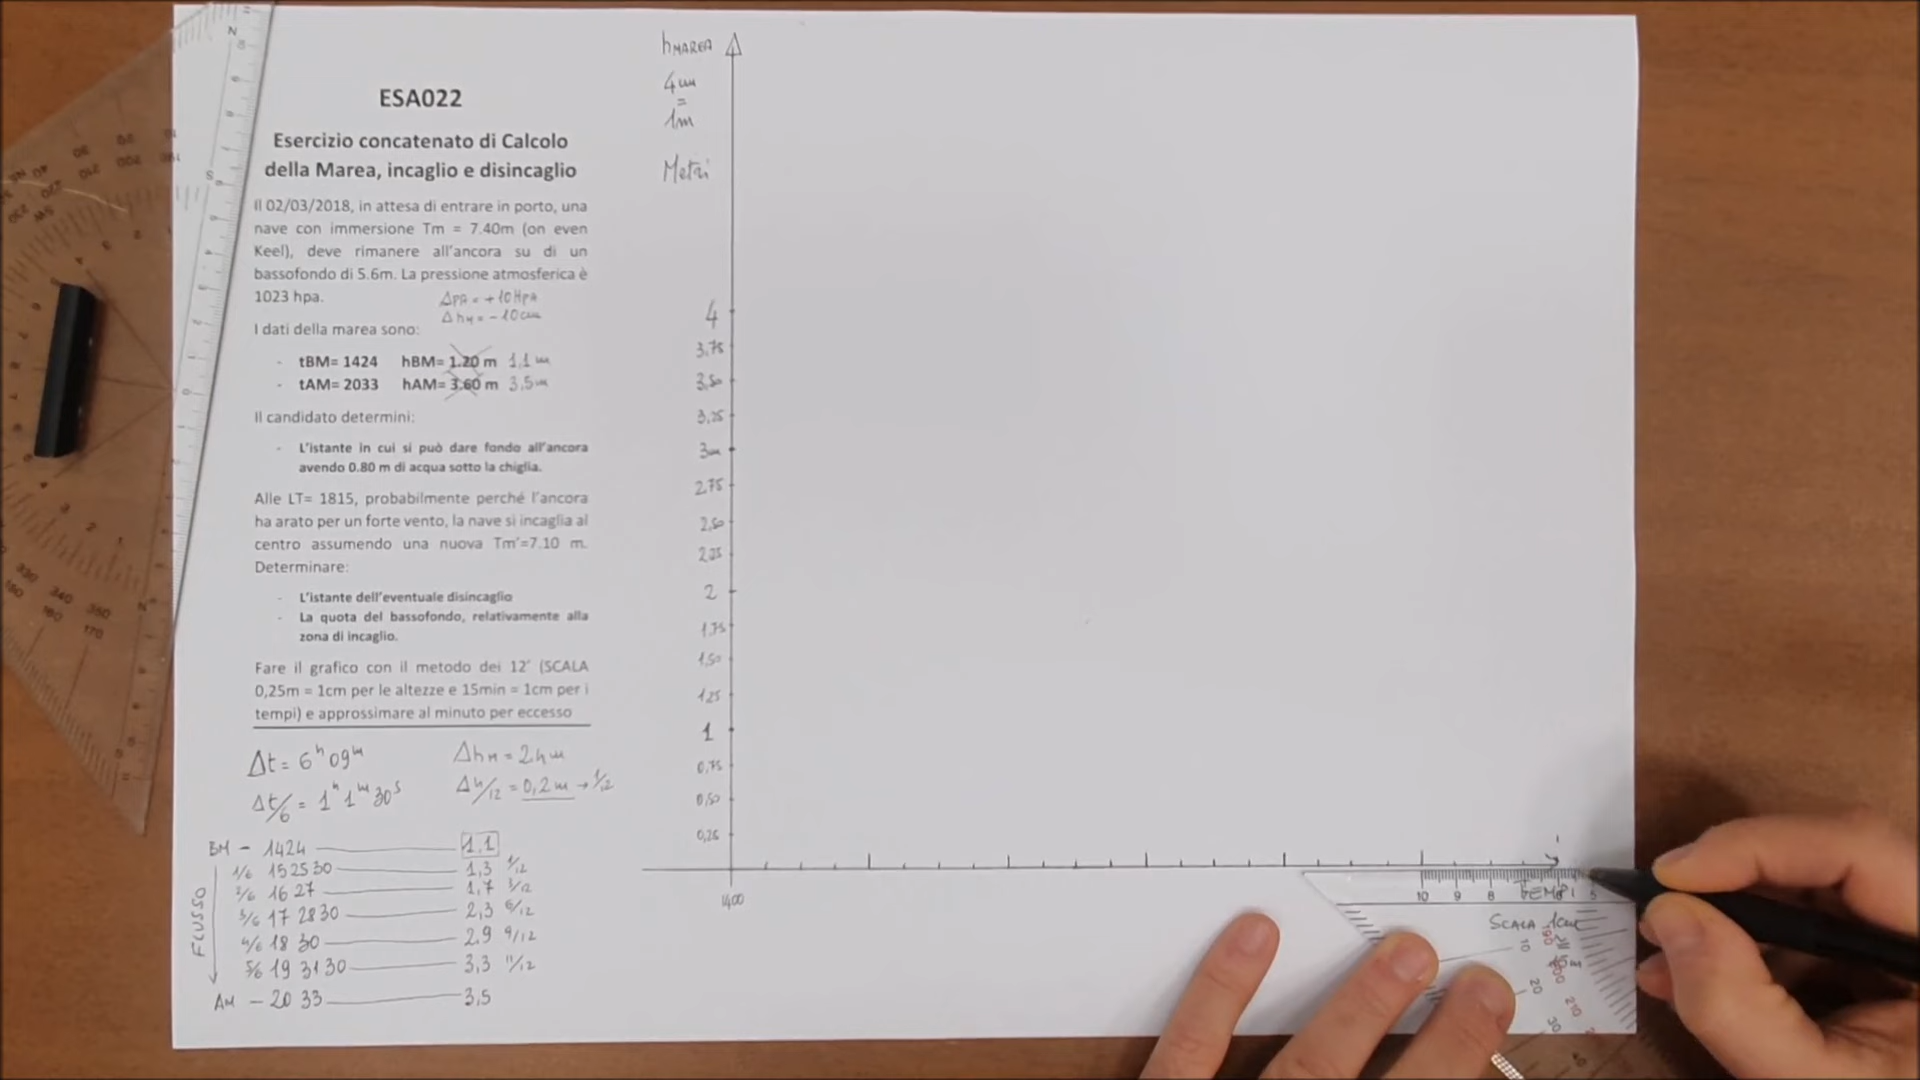 ESA022
Esercizio concatenato di Calcolo
della Marea, incaglio e disincaglio
Il 02/03/2018, in attesa di entrare in porto, una
nave con immersione Tm = 7.40m (on even
Keel), deve rimanere all'ancora su di un
bassofondo di 5.6m. La pressione atmosferica è
1023 hpa.
ΔPA = +10HPA
ΔhM = -10cm
I dati della marea sono:
- tBM= 1424 hBM= 1.20 m 1,1 m
- tAM= 2033 hAM= 3.60 m 3,5m
Il candidato determini:
- L'istante in cui si può dare fondo all'ancora
avendo 0.80 m di acqua sotto la chiglia.
Alle LT= 1815, probabilmente perché l'ancora
ha arato per un forte vento, la nave si incaglia al
centro assumendo una nuova Tm'=7.10 m.
Determinare:
- L'istante dell'eventuale disincaglio
- La quota del bassofondo, relativamente alla
zona di incaglio.
Fare il grafico con il metodo dei 12' (SCALA
0,25m = 1cm per le altezze e 15min = 1cm per i
tempi) e approssimare al minuto per eccesso
Δt = 6h 09m
Δt/6 = 1h 1m 30s
Δh/12 = 0,2 m → 1/12
FLUSSO
BM - 1424 1.1
1/6 15 25 30 1,3 1/12
2/6 16 27 1,7 3/12
3/6 17 28 30 2,3 6/12
4/6 18 30 2,9 9/12
5/6 19 31 30 3,3 11/12
AM - 20 33 3,5
hMAREA
=
1m
Metri
4
3,75
3,50
3,25
3m
2,75
2,50
2,25
2
1,75
1,50
1,25
1
0,75
0,50
0,25
1400
10 9 8 5
TEMPI
SCALA 1cm
10
20
30